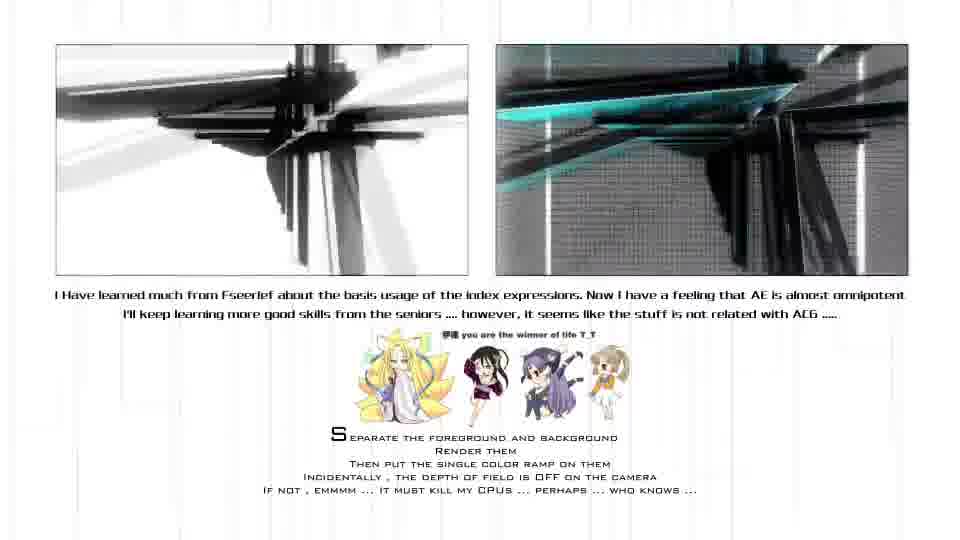 I Have learned much from Fseerlef about the basis usage of the index expressions. Now I have a feeling that AE is almost omnipotent
I'll keep learning more good skills from the seniors .... however, it seems like the stuff is not related with AC6 .....
伊達 you are the winner of life T_T
SEPARATE THE FOREGROUND AND BACKGROUND
RENDER THEM
THEN PUT THE SINGLE COLOR RAMP ON THEM
INCIDENTALLY , THE DEPTH OF FIELD IS OFF ON THE CAMERA
IF NOT , EMMMM ... IT MUST KILL MY CPUS ... PERHAPS ... WHO KNOWS ...